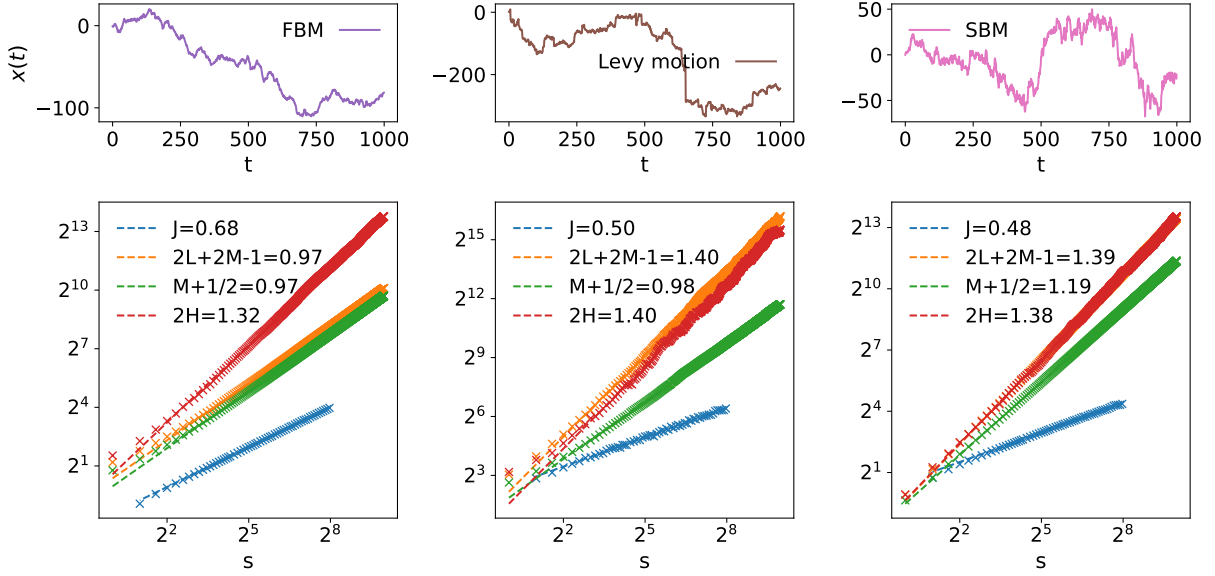 x(t)
0
−100
FBM
0
250
500
750
1000
t
0
−200
Levy motion
0
250
500
750
1000
t
50
0
−50
SBM
0
250
500
750
1000
t
2^13
2^10
2^7
2^4
2^1
J=0.68
2L+2M-1=0.97
M+1/2=0.97
2H=1.32
2^2
2^5
2^8
s
2^15
2^12
2^9
2^6
2^3
J=0.50
2L+2M-1=1.40
M+1/2=0.98
2H=1.40
2^2
2^5
2^8
s
2^13
2^10
2^7
2^4
2^1
J=0.48
2L+2M-1=1.39
M+1/2=1.19
2H=1.38
2^2
2^5
2^8
s